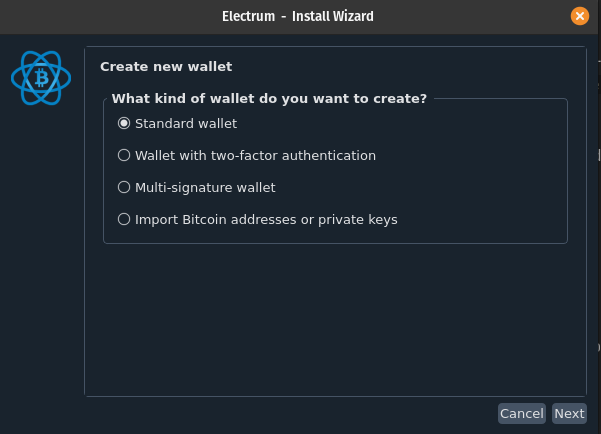 Electrum - Install Wizard
Create new wallet
What kind of wallet do you want to create?
Standard wallet
Wallet with two-factor authentication
Multi-signature wallet
Import Bitcoin addresses or private keys
Cancel Next